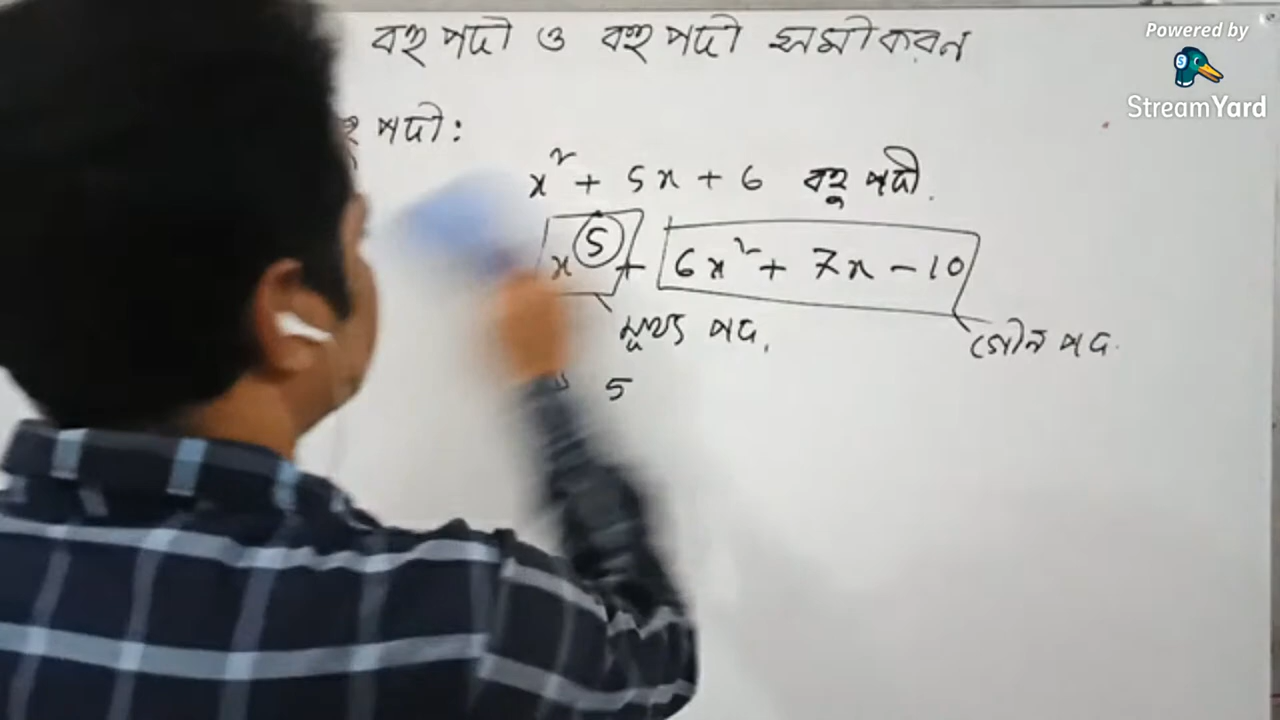 বহুপদী ও বহুপদী সমীকরণ
পদী:
x² + 5x + 6 বহুপদী.
x⁵ + 6x² + 7x - 10
মূখ্য পদ.
গৌন পদ.
5
Powered by
StreamYard